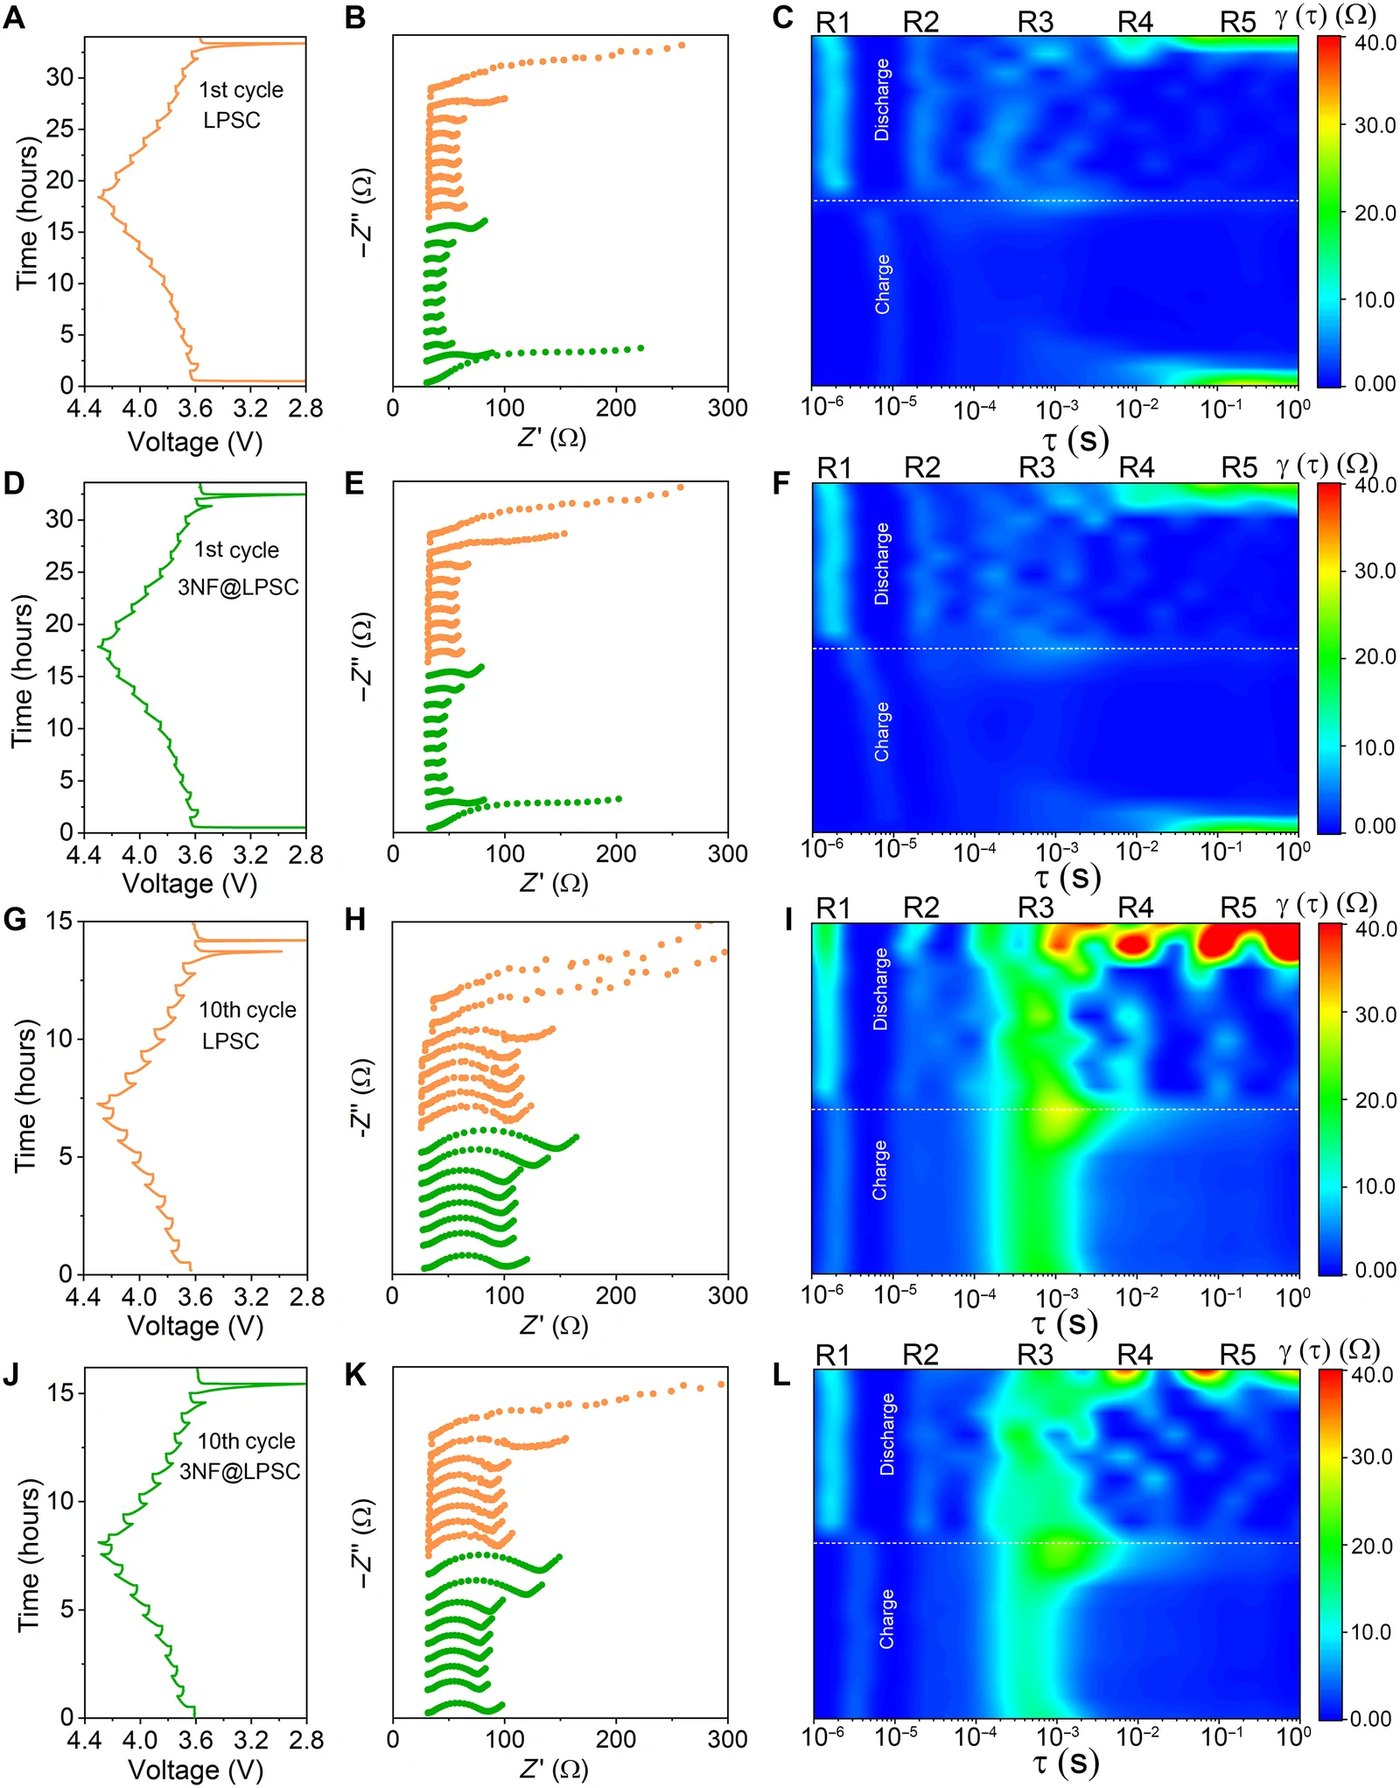 A
B
C
R1 R2 R3 R4 R5 γ (τ) (Ω)
1st cycle
LPSC
Time (hours)
30
25
20
15
10
5
0
4.4 4.0 3.6 3.2 2.8
Voltage (V)
−Z" (Ω)
0 100 200 300
Z' (Ω)
Discharge
Charge
10⁻⁶ 10⁻⁵ 10⁻⁴ 10⁻³ 10⁻² 10⁻¹ 10⁰
τ (s)
40.0
30.0
20.0
10.0
0.00
D
E
F
R1 R2 R3 R4 R5 γ (τ) (Ω)
1st cycle
3NF@LPSC
Time (hours)
30
25
20
15
10
5
0
4.4 4.0 3.6 3.2 2.8
Voltage (V)
−Z" (Ω)
0 100 200 300
Z' (Ω)
Discharge
Charge
10⁻⁶ 10⁻⁵ 10⁻⁴ 10⁻³ 10⁻² 10⁻¹ 10⁰
τ (s)
40.0
30.0
20.0
10.0
0.00
G
H
I
R1 R2 R3 R4 R5 γ (τ) (Ω)
10th cycle
LPSC
Time (hours)
15
10
5
0
4.4 4.0 3.6 3.2 2.8
Voltage (V)
-Z" (Ω)
0 100 200 300
Z' (Ω)
Discharge
Charge
10⁻⁶ 10⁻⁵ 10⁻⁴ 10⁻³ 10⁻² 10⁻¹ 10⁰
τ (s)
40.0
30.0
20.0
10.0
0.00
J
K
L
R1 R2 R3 R4 R5 γ (τ) (Ω)
10th cycle
3NF@LPSC
Time (hours)
15
10
5
0
4.4 4.0 3.6 3.2 2.8
Voltage (V)
−Z" (Ω)
0 100 200 300
Z' (Ω)
Discharge
Charge
10⁻⁶ 10⁻⁵ 10⁻⁴ 10⁻³ 10⁻² 10⁻¹ 10⁰
τ (s)
40.0
30.0
20.0
10.0
0.00